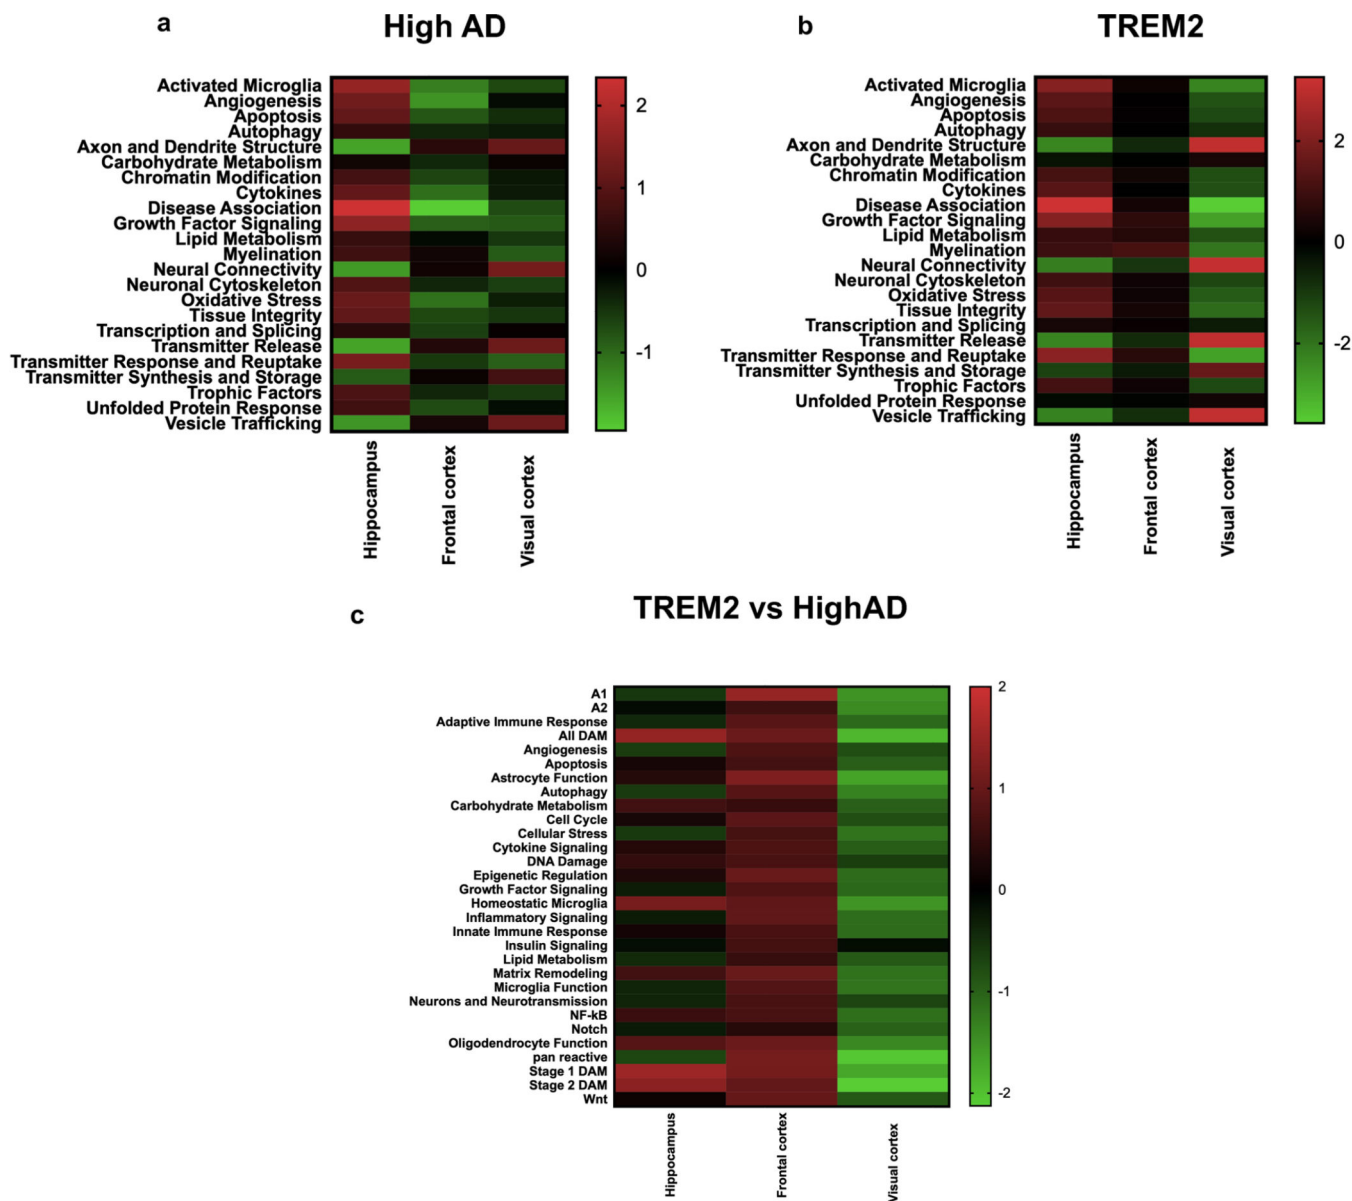 a
High AD
Activated Microglia
Angiogenesis
Apoptosis
Autophagy
Axon and Dendrite Structure
Carbohydrate Metabolism
Chromatin Modification
Cytokines
Disease Association
Growth Factor Signaling
Lipid Metabolism
Myelination
Neural Connectivity
Neuronal Cytoskeleton
Oxidative Stress
Tissue Integrity
Transcription and Splicing
Transmitter Release
Transmitter Response and Reuptake
Transmitter Synthesis and Storage
Trophic Factors
Unfolded Protein Response
Vesicle Trafficking
Hippocampus
Frontal cortex
Visual cortex
2
1
0
-1
b
TREM2
Activated Microglia
Angiogenesis
Apoptosis
Autophagy
Axon and Dendrite Structure
Carbohydrate Metabolism
Chromatin Modification
Cytokines
Disease Association
Growth Factor Signaling
Lipid Metabolism
Myelination
Neural Connectivity
Neuronal Cytoskeleton
Oxidative Stress
Tissue Integrity
Transcription and Splicing
Transmitter Release
Transmitter Response and Reuptake
Transmitter Synthesis and Storage
Trophic Factors
Unfolded Protein Response
Vesicle Trafficking
Hippocampus
Frontal cortex
Visual cortex
2
0
-2
c
TREM2 vs HighAD
A1
A2
Adaptive Immune Response
All DAM
Angiogenesis
Apoptosis
Astrocyte Function
Autophagy
Carbohydrate Metabolism
Cell Cycle
Cellular Stress
Cytokine Signaling
DNA Damage
Epigenetic Regulation
Growth Factor Signaling
Homeostatic Microglia
Inflammatory Signaling
Innate Immune Response
Insulin Signaling
Lipid Metabolism
Matrix Remodeling
Microglia Function
Neurons and Neurotransmission
NF-kB
Notch
Oligodendrocyte Function
pan reactive
Stage 1 DAM
Stage 2 DAM
Wnt
Hippocampus
Frontal cortex
Visual cortex
2
1
0
-1
-2